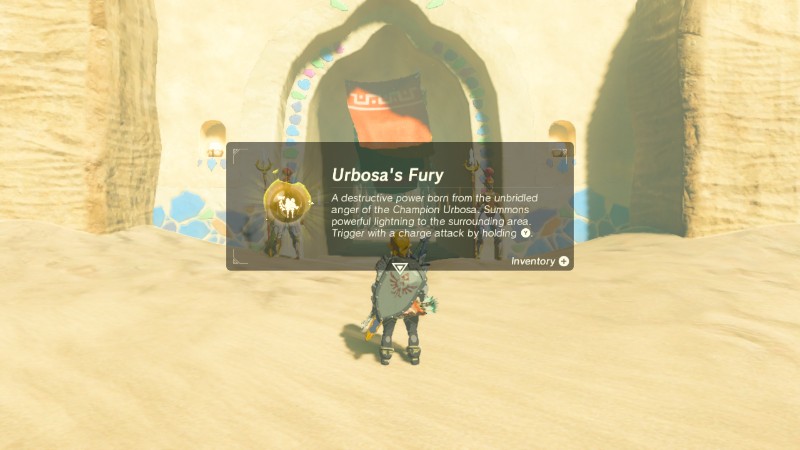 Urbosa's Fury
A destructive power born from the unbridled
anger of the Champion Urbosa. Summons
powerful lightning to the surrounding area.
Trigger with a charge attack by holding Y.
Inventory +